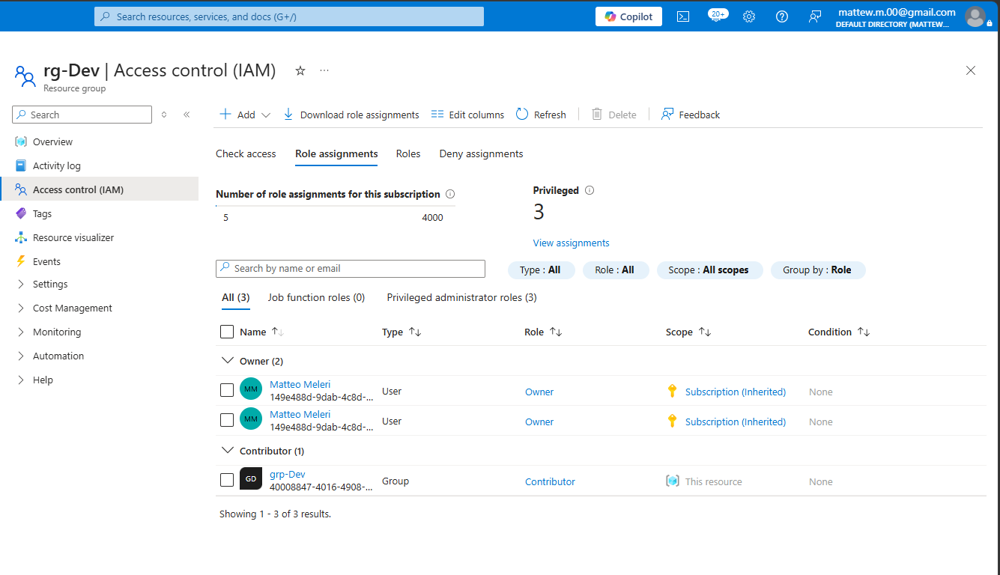 Search resources, services, and docs (G+/)
Copilot
20+
mattew.m.00@gmail.com
DEFAULT DIRECTORY (MATTEW...
rg-Dev | Access control (IAM)
Resource group
Search
Overview
Activity log
Access control (IAM)
Tags
Resource visualizer
Events
Settings
Cost Management
Monitoring
Automation
Help
Add
Download role assignments
Edit columns
Refresh
Delete
Feedback
Check access
Role assignments
Roles
Deny assignments
Number of role assignments for this subscription
5
4000
Privileged
3
View assignments
Search by name or email
Type : All
Role : All
Scope : All scopes
Group by : Role
All (3)
Job function roles (0)
Privileged administrator roles (3)
Name
Type
Role
Scope
Condition
Owner (2)
MM
Matteo Meleri
149e488d-9dab-4c8d-...
User
Owner
Subscription (Inherited)
None
MM
Matteo Meleri
149e488d-9dab-4c8d-...
User
Owner
Subscription (Inherited)
None
Contributor (1)
GD
grp-Dev
40008847-4016-4908-...
Group
Contributor
This resource
None
Showing 1 - 3 of 3 results.